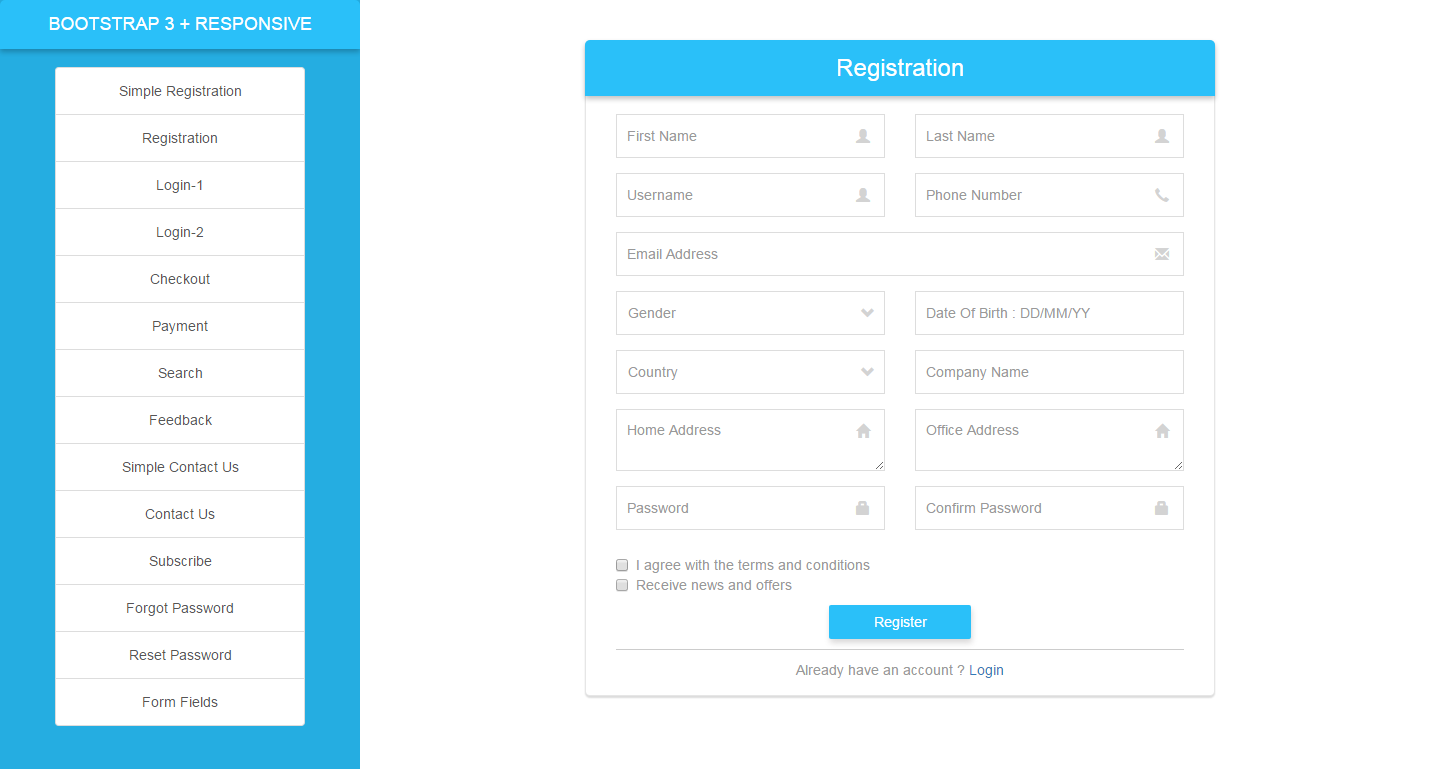 BOOTSTRAP 3 + RESPONSIVE
Simple Registration
Registration
Login-1
Login-2
Checkout
Payment
Search
Feedback
Simple Contact Us
Contact Us
Subscribe
Forgot Password
Reset Password
Form Fields
Registration
First Name
Last Name
Username
Phone Number
Email Address
Gender
Date Of Birth : DD/MM/YY
Country
Company Name
Home Address
Office Address
Password
Confirm Password
I agree with the terms and conditions
Receive news and offers
Register
Already have an account ? Login